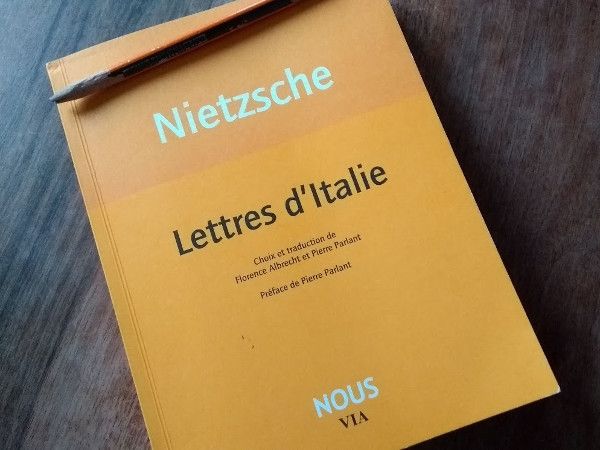 Nietzsche
Lettres d'Italie
Choix et traduction de
Florence Albrecht et Pierre Parlant
Préface de Pierre Parlant
NOUS
VIA